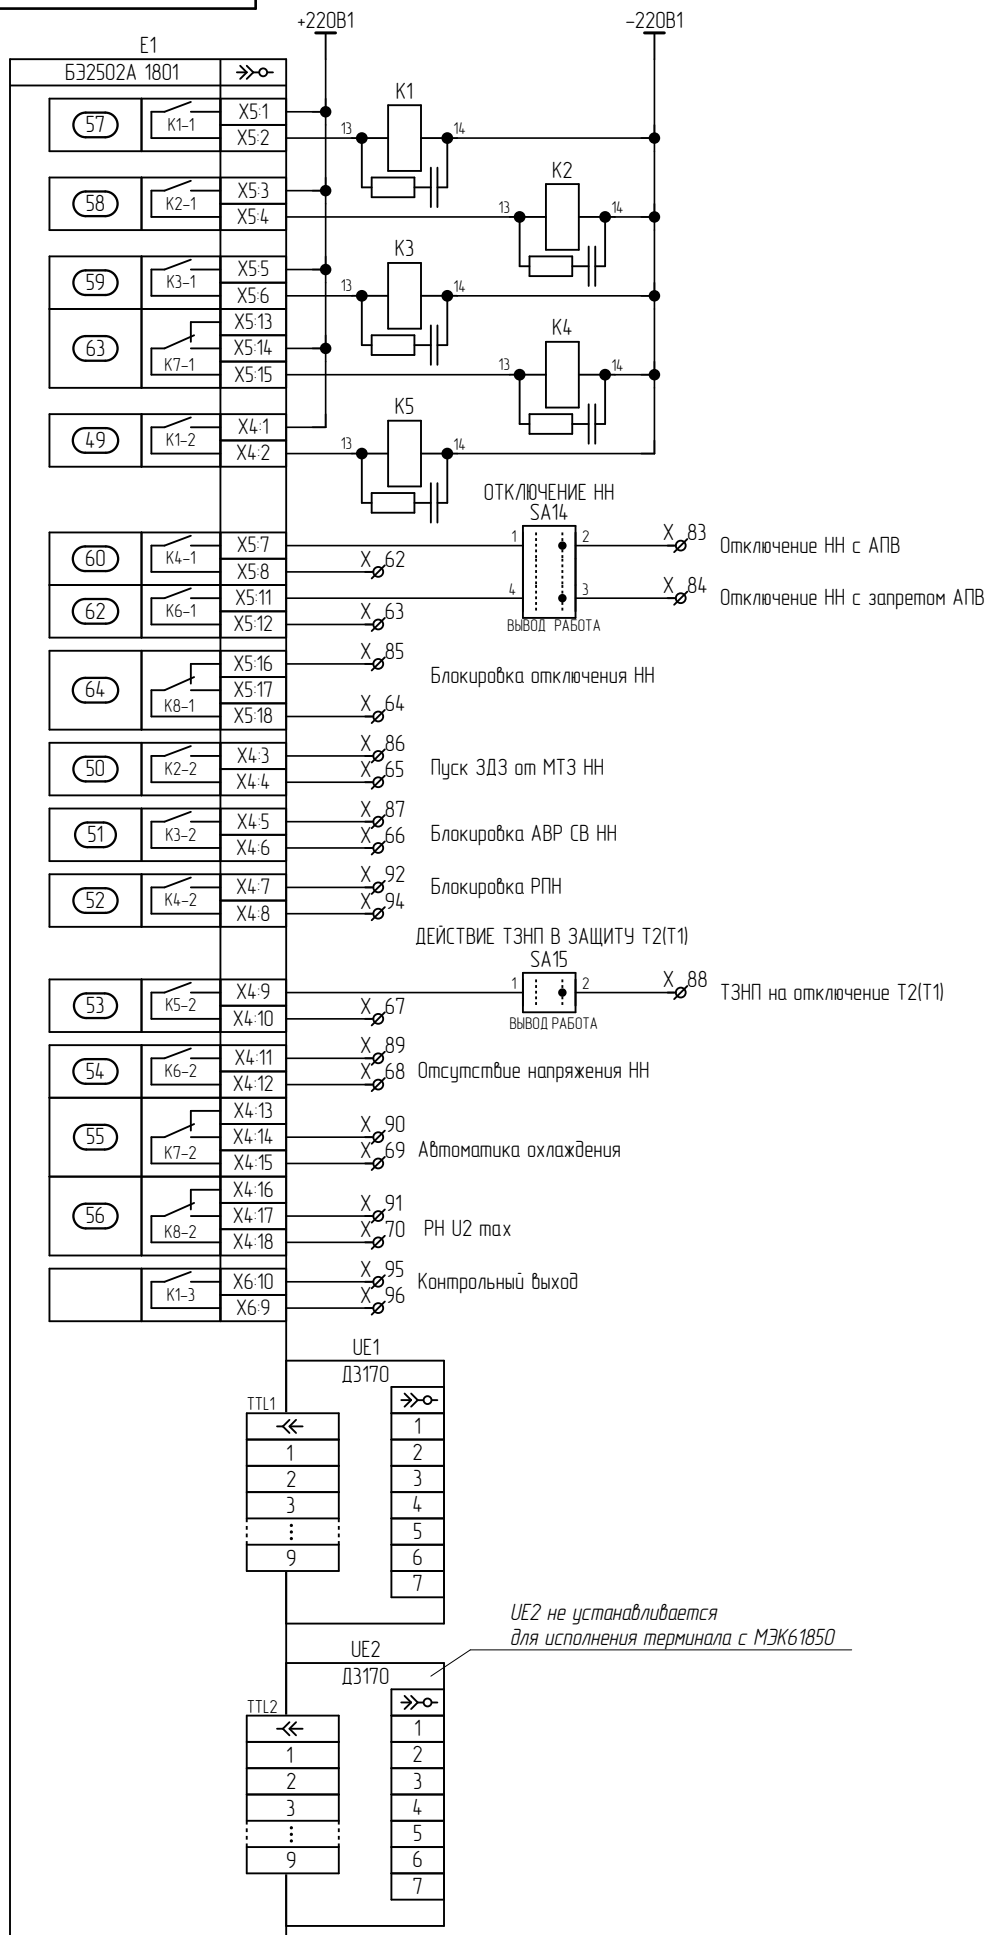 +220В1
-220В1
E1
БЭ2502А 1801
57
K1-1
X5:1
X5:2
13
K1
14
58
K2-1
X5:3
X5:4
13
K2
14
59
K3-1
X5:5
X5:6
13
K3
14
63
K7-1
X5:13
X5:14
X5:15
13
K4
14
49
K1-2
X4:1
X4:2
13
K5
14
ОТКЛЮЧЕНИЕ НН
SA14
60
K4-1
X5:7
X5:8
X 62
1
2
X 83
Отключение НН с АПВ
62
K6-1
X5:11
X5:12
X 63
4
3
X 84
Отключение НН с запретом АПВ
ВЫВОД РАБОТА
64
K8-1
X5:16
X5:17
X5:18
X 85
X 64
Блокировка отключения НН
50
K2-2
X4:3
X4:4
X 86
X 65
Пуск ЗДЗ от МТЗ НН
51
K3-2
X4:5
X4:6
X 87
X 66
Блокировка АВР СВ НН
52
K4-2
X4:7
X4:8
X 92
X 94
Блокировка РПН
ДЕЙСТВИЕ ТЗНП В ЗАЩИТУ Т2(Т1)
SA15
53
K5-2
X4:9
X4:10
X 67
1
2
X 88
ТЗНП на отключение Т2(Т1)
ВЫВОД РАБОТА
54
K6-2
X4:11
X4:12
X 89
X 68
Отсутствие напряжения НН
55
K7-2
X4:13
X4:14
X4:15
X 90
X 69
Автоматика охлаждения
56
K8-2
X4:16
X4:17
X4:18
X 91
X 70
РН U2 max
K1-3
X6:10
X6:9
X 95
X 96
Контрольный выход
UE1
Д3170
TTL1
1
2
3
9
1
2
3
4
5
6
7
UE2 не устанавливается
для исполнения терминала с МЭК61850
UE2
Д3170
TTL2
1
2
3
9
1
2
3
4
5
6
7